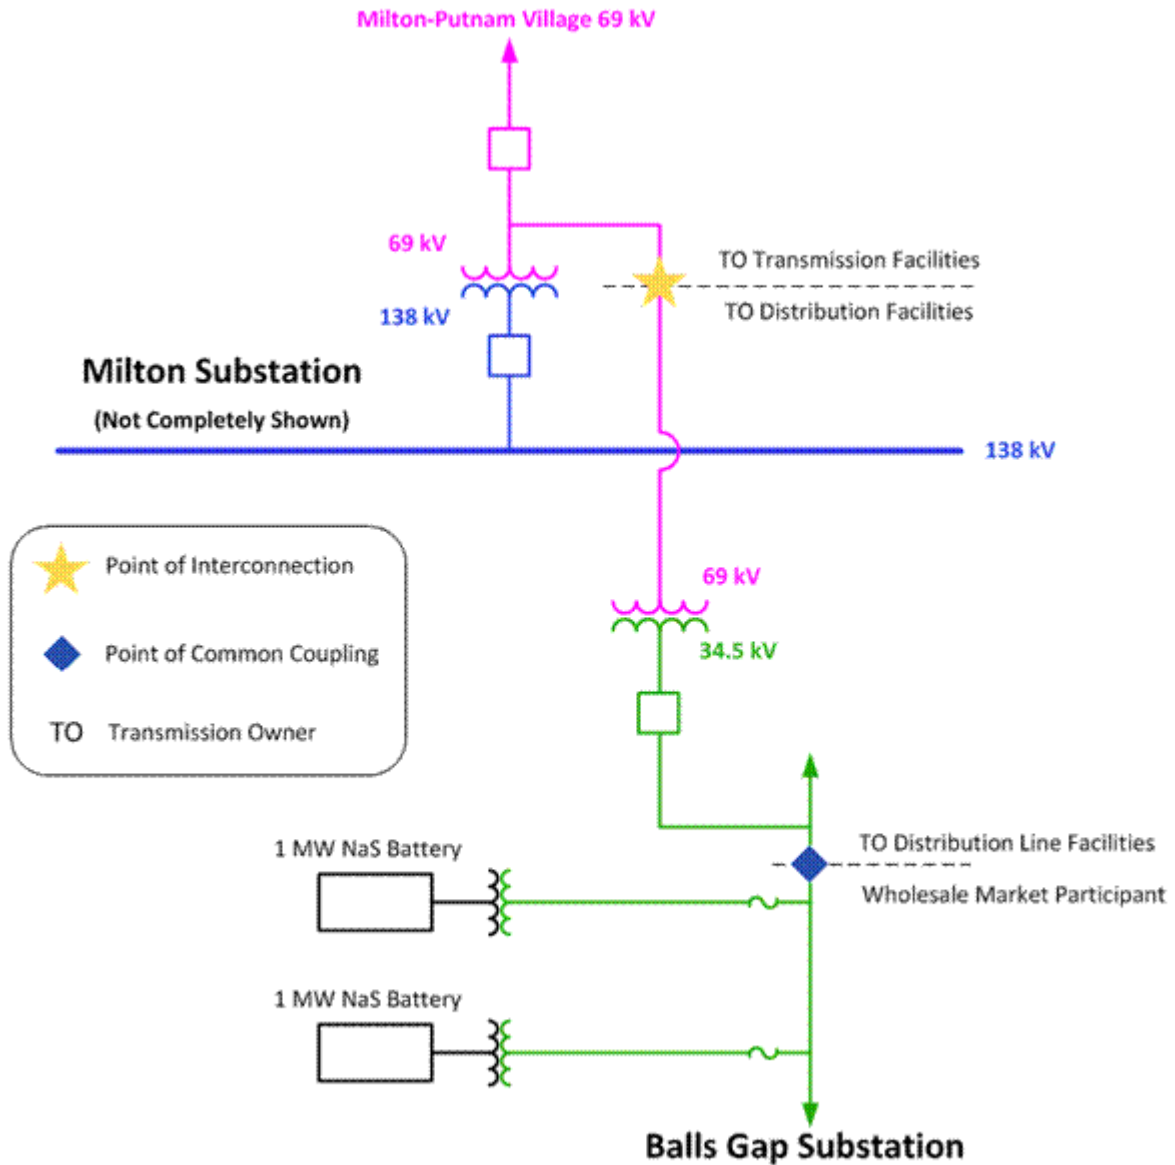 Milton-Putnam Village 69 kV
69 kV
TO Transmission Facilities
138 kV
TO Distribution Facilities
Milton Substation
(Not Completely Shown)
138 kV
Point of Interconnection
Point of Common Coupling
TO Transmission Owner
69 kV
34.5 kV
1 MW NaS Battery
TO Distribution Line Facilities
Wholesale Market Participant
1 MW NaS Battery
Balls Gap Substation